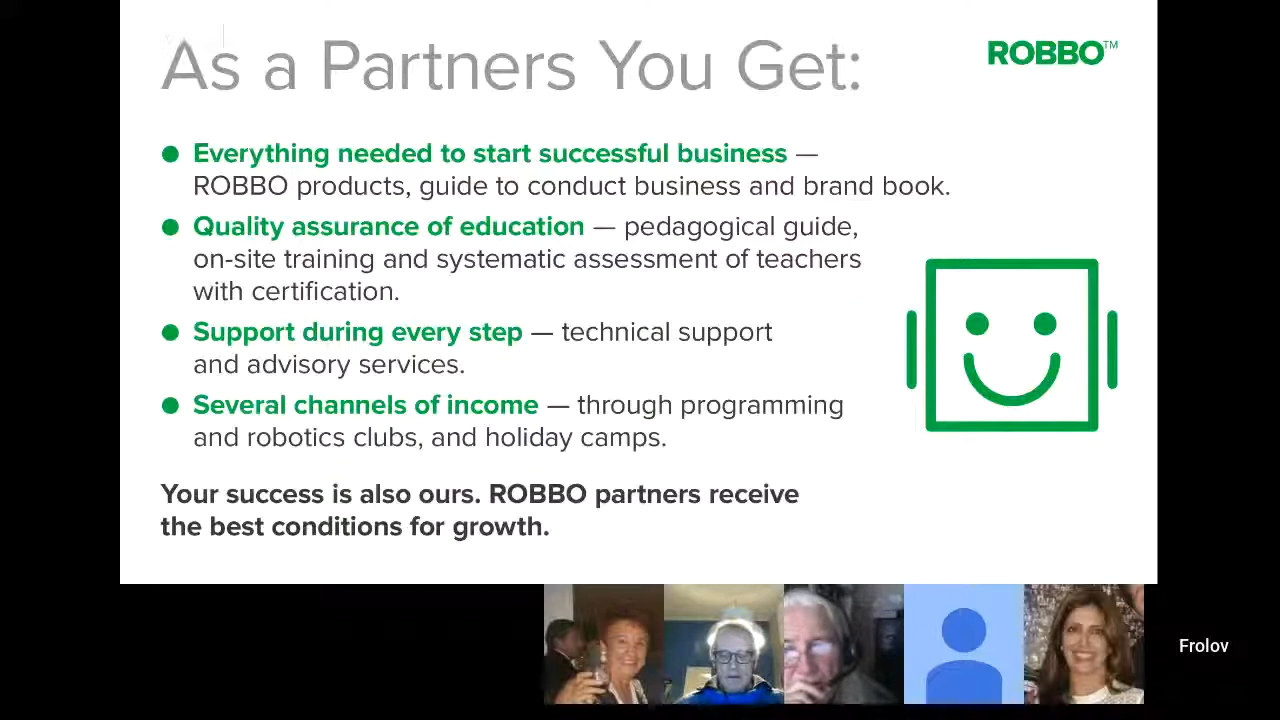 As a Partners You Get:
ROBBO™
Everything needed to start successful business —
ROBBO products, guide to conduct business and brand book.
Quality assurance of education — pedagogical guide,
on-site training and systematic assessment of teachers
with certification.
Support during every step — technical support
and advisory services.
Several channels of income — through programming
and robotics clubs, and holiday camps.
Your success is also ours. ROBBO partners receive
the best conditions for growth.
Frolov